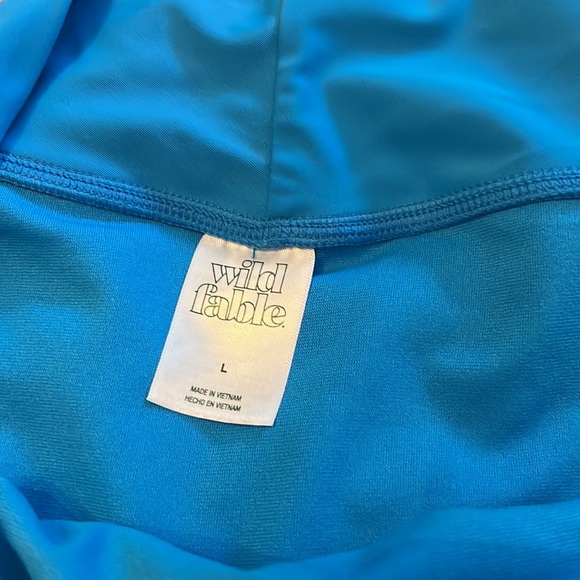 wild
fable.
L
MADE IN VIETNAM
HECHO EN VIETNAM